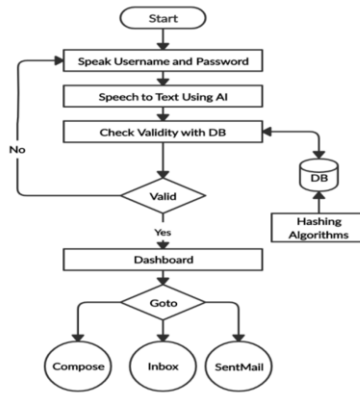 Start
Speak Username and Password
Speech to Text Using AI
Check Validity with DB
No
DB
Valid
Hashing
Algorithms
Yes
Dashboard
Goto
Compose
Inbox
SentMail